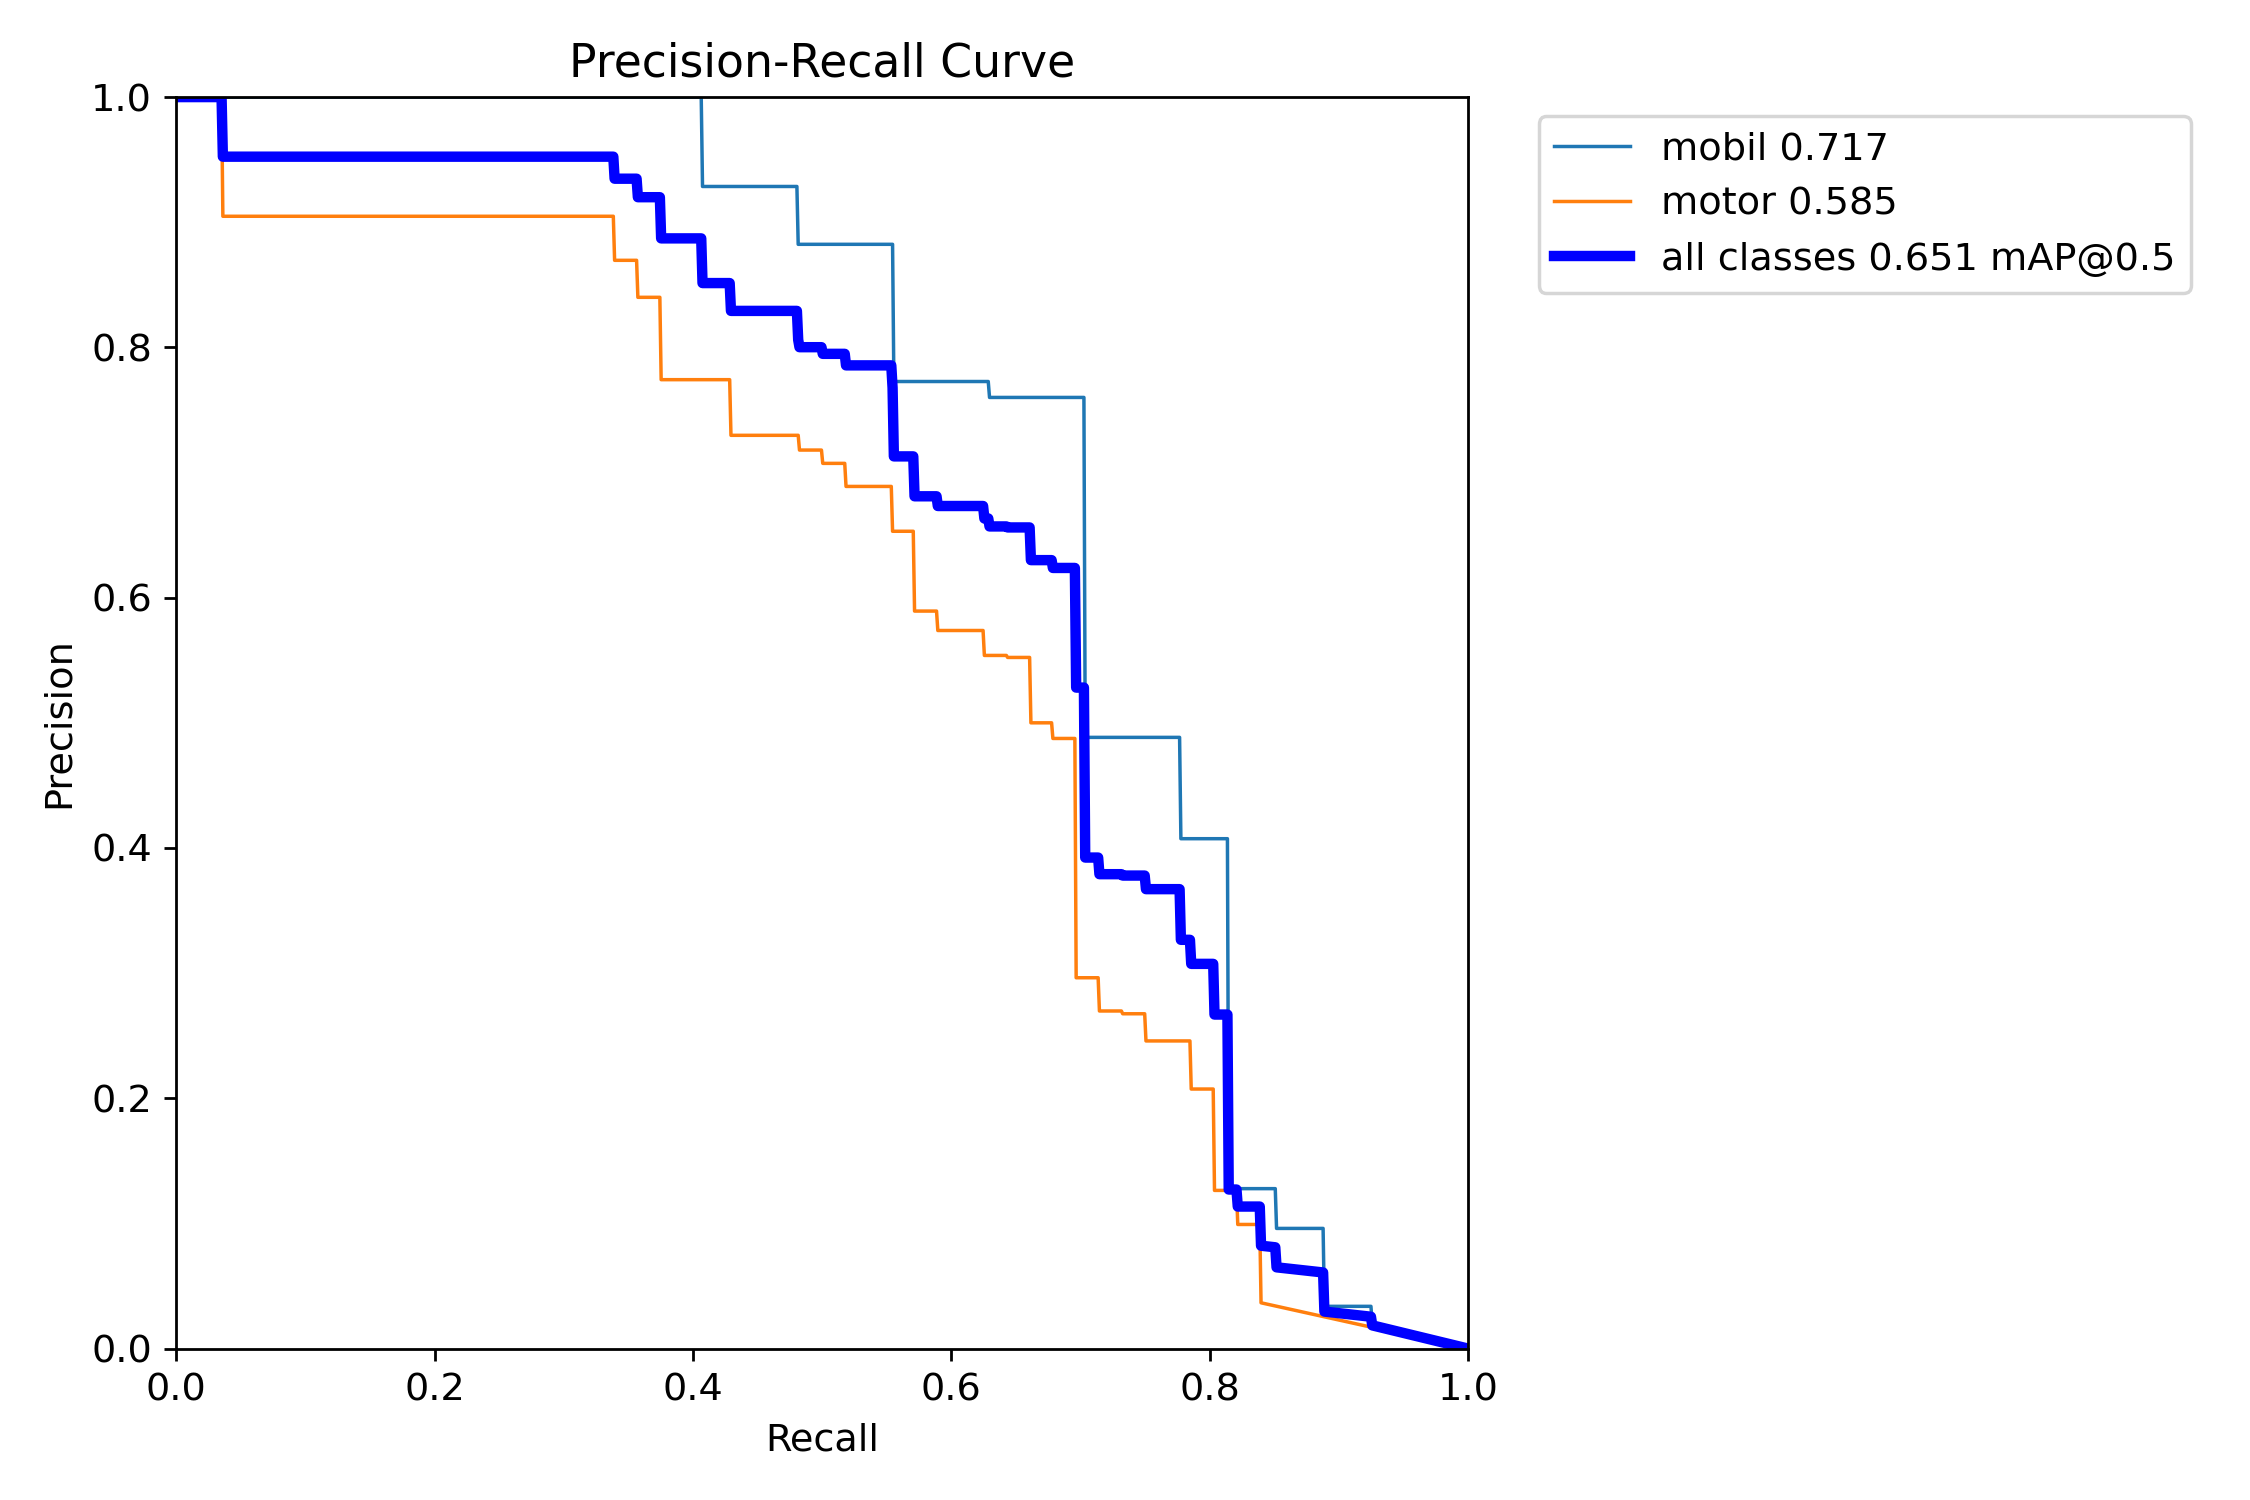 Precision-Recall Curve
1.0
0.8
0.6
0.4
0.2
0.0
Precision
0.0 0.2 0.4 0.6 0.8 1.0
Recall
mobil 0.717
motor 0.585
all classes 0.651 mAP@0.5